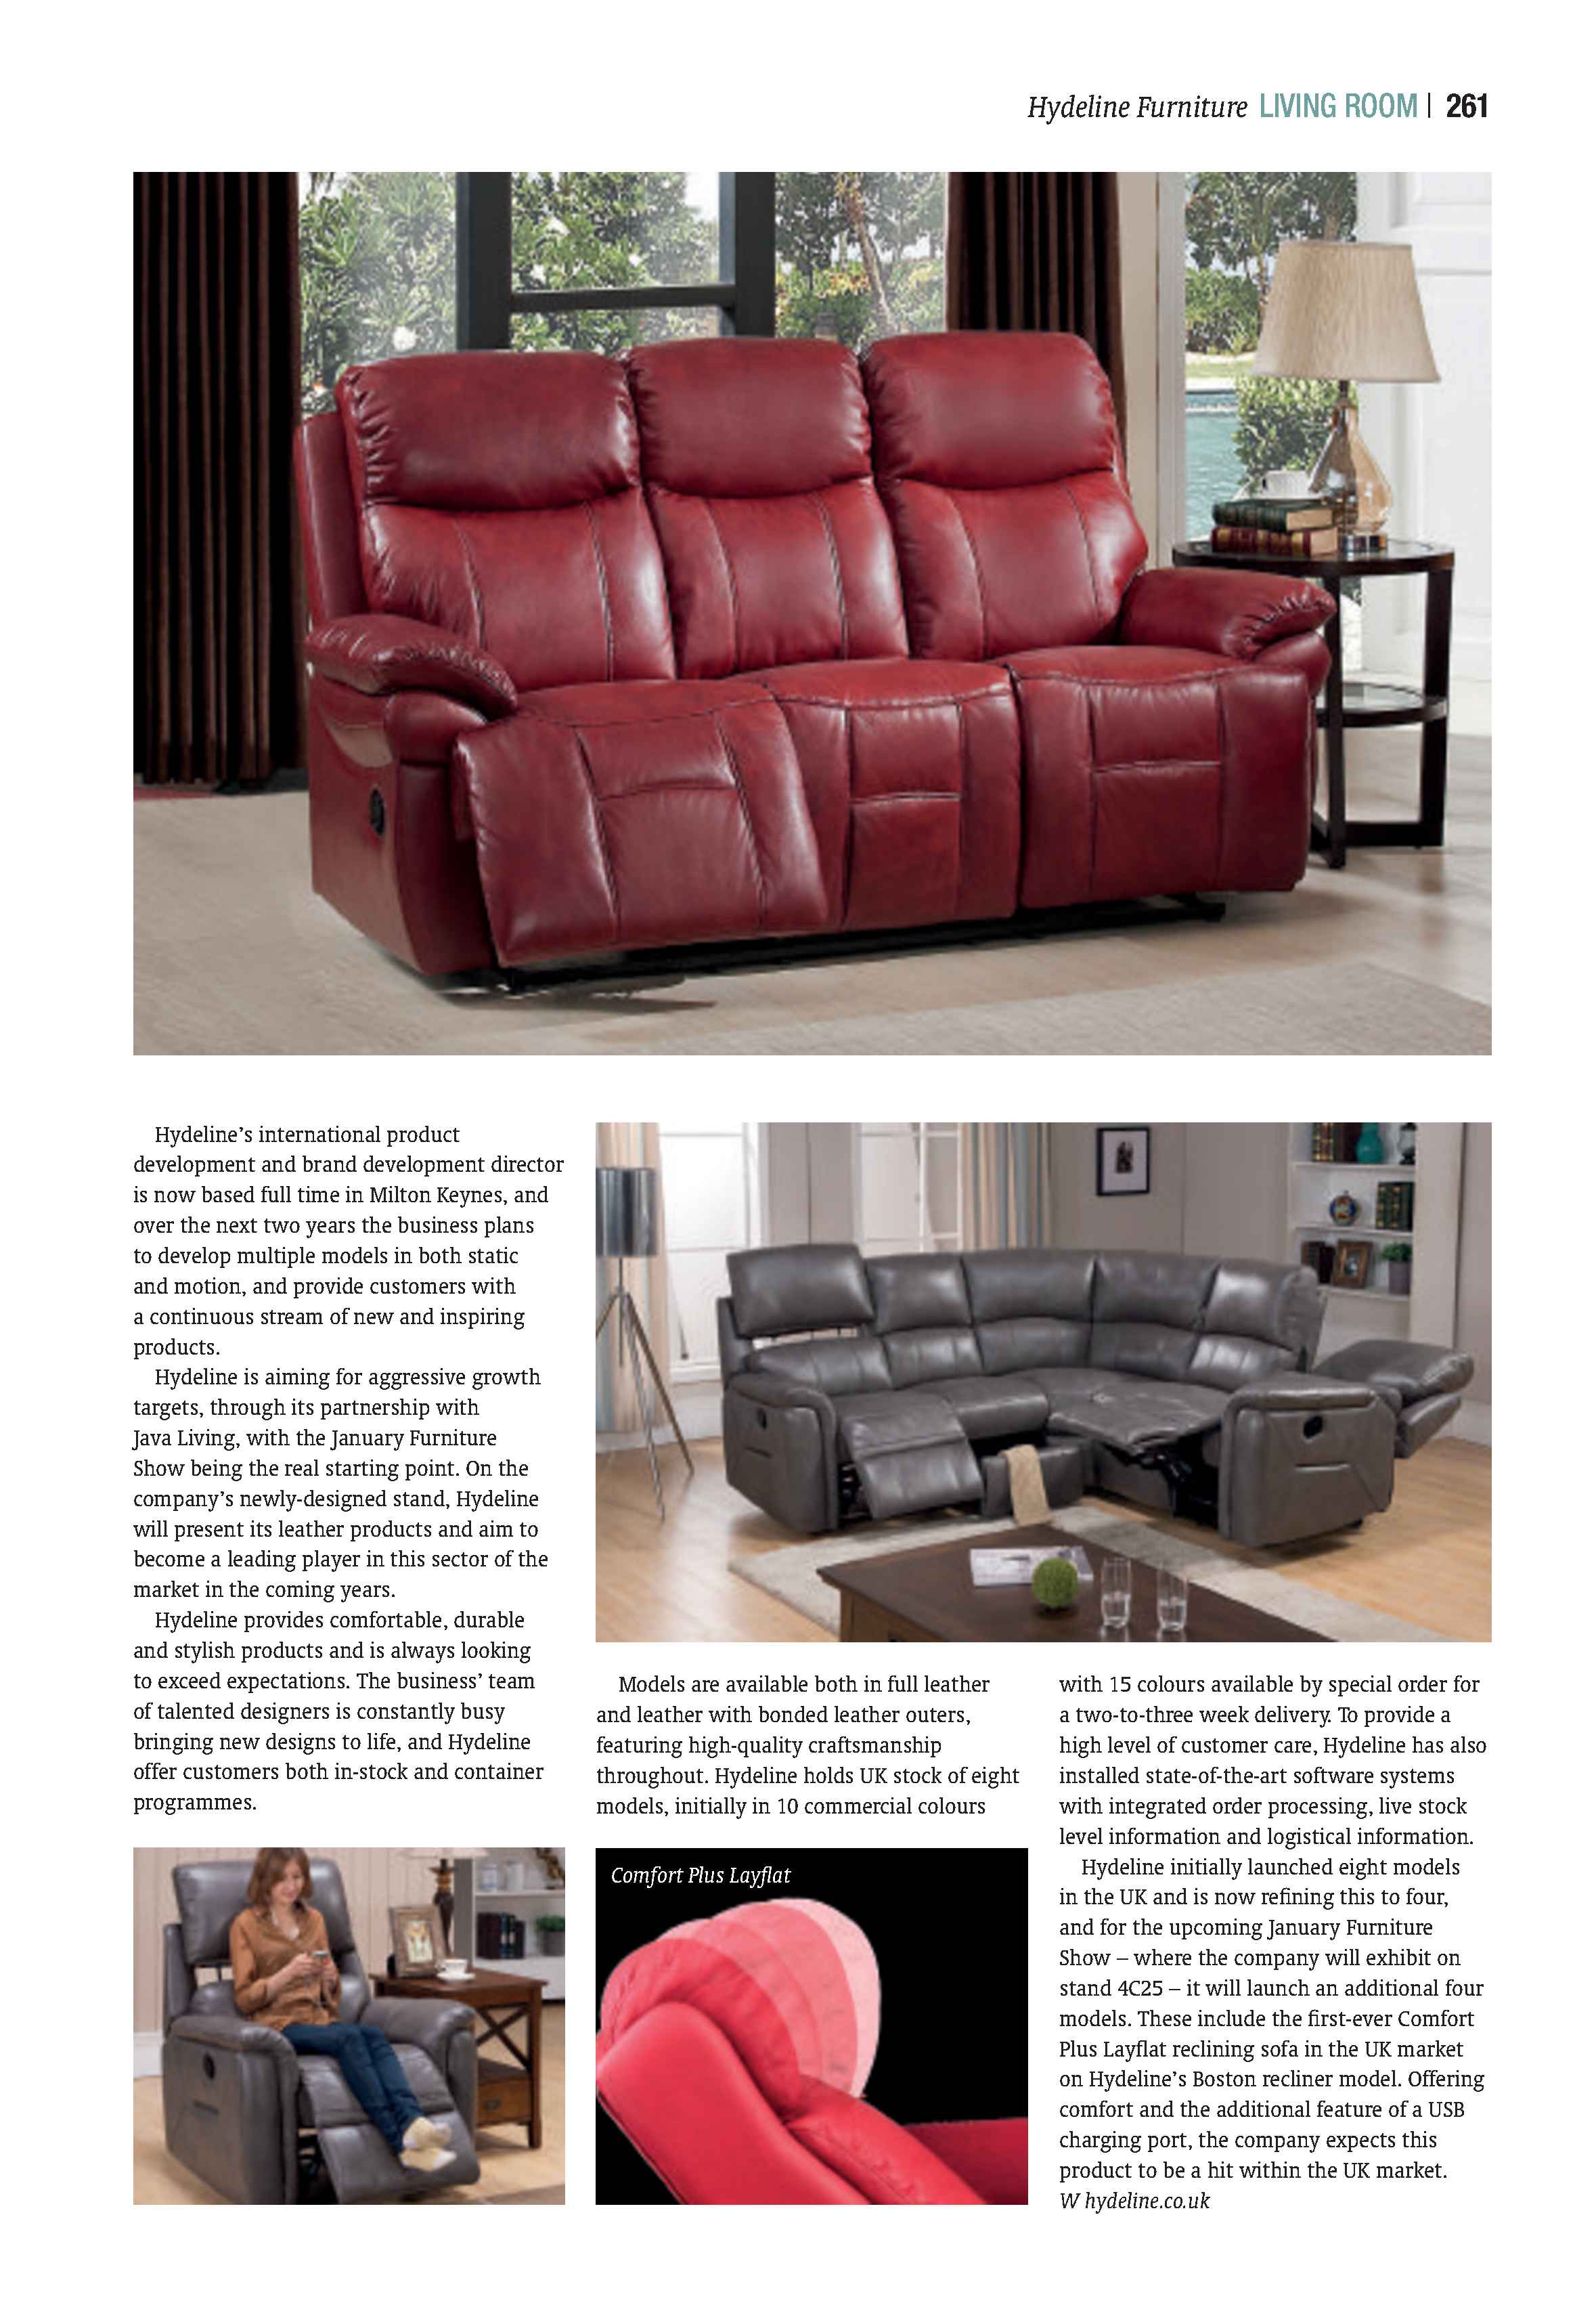 Hydeline Furniture LIVING ROOM | 261
Hydeline’s international product
development and brand development director
is now based full time in Milton Keynes, and
over the next two years the business plans
to develop multiple models in both static
and motion, and provide customers with
a continuous stream of new and inspiring
products.
Hydeline is aiming for aggressive growth
targets, through its partnership with
Java Living, with the January Furniture
Show being the real starting point. On the
company’s newly-designed stand, Hydeline
will present its leather products and aim to
become a leading player in this sector of the
market in the coming years.
Hydeline provides comfortable, durable
and stylish products and is always looking
to exceed expectations. The business’ team
of talented designers is constantly busy
bringing new designs to life, and Hydeline
offer customers both in-stock and container
programmes.
Models are available both in full leather
and leather with bonded leather outers,
featuring high-quality craftsmanship
throughout. Hydeline holds UK stock of eight
models, initially in 10 commercial colours
Comfort Plus Layflat
with 15 colours available by special order for
a two-to-three week delivery. To provide a
high level of customer care, Hydeline has also
installed state-of-the-art software systems
with integrated order processing, live stock
level information and logistical information.
Hydeline initially launched eight models
in the UK and is now refining this to four,
and for the upcoming January Furniture
Show – where the company will exhibit on
stand 4C25 – it will launch an additional four
models. These include the first-ever Comfort
Plus Layflat reclining sofa in the UK market
on Hydeline’s Boston recliner model. Offering
comfort and the additional feature of a USB
charging port, the company expects this
product to be a hit within the UK market.
W hydeline.co.uk